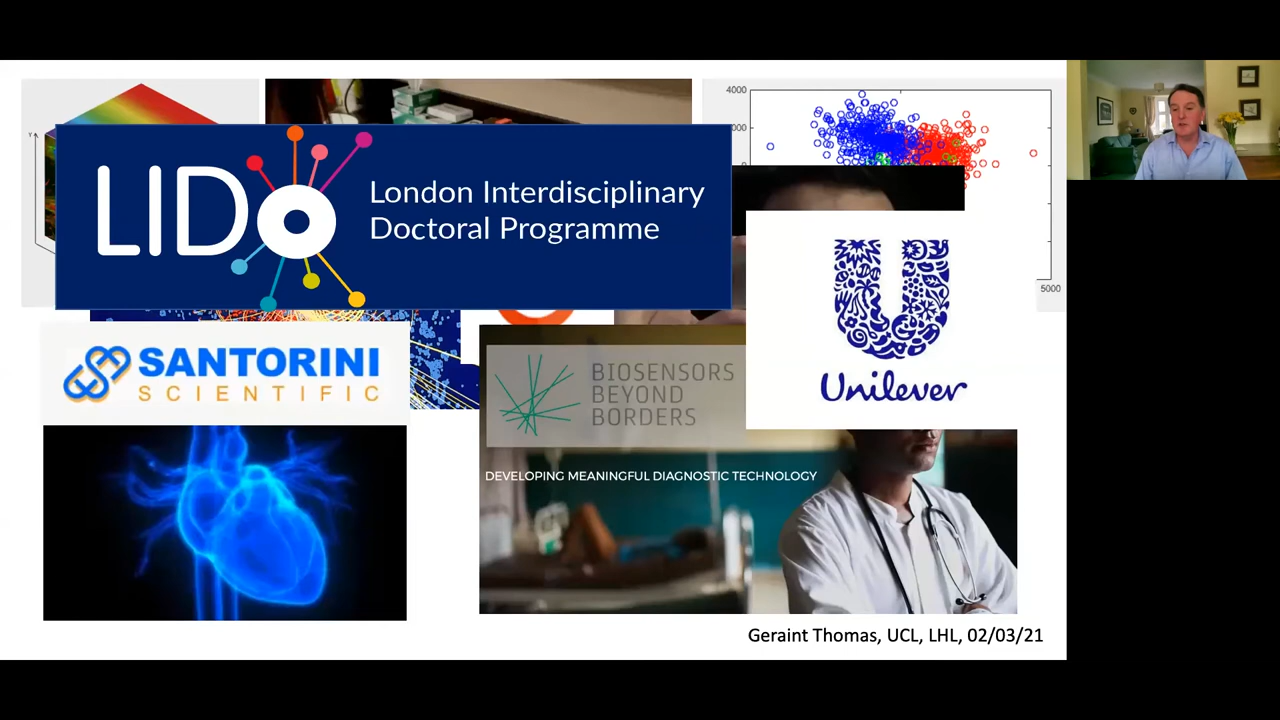 4000
Y
LIDO
London Interdisciplinary
Doctoral Programme
5000
Unilever
SANTORINI
SCIENTIFIC
BIOSENSORS
BEYOND
BORDERS
DEVELOPING MEANINGFUL DIAGNOSTIC TECHNOLOGY
Geraint Thomas, UCL, LHL, 02/03/21